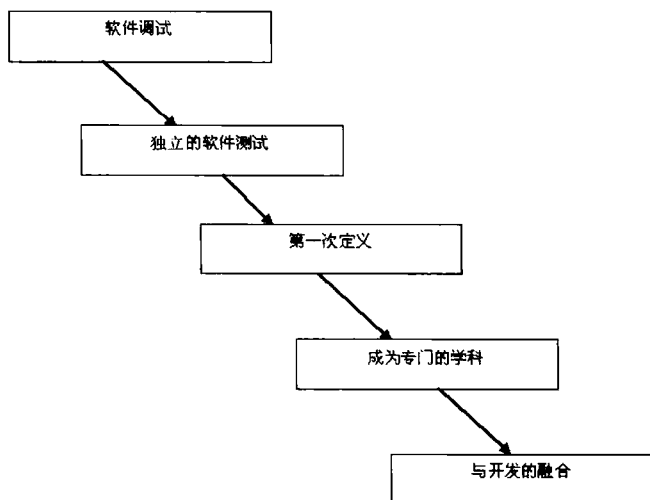 软件调试
独立的软件测试
第一次定义
成为专门的学科
与开发的融合